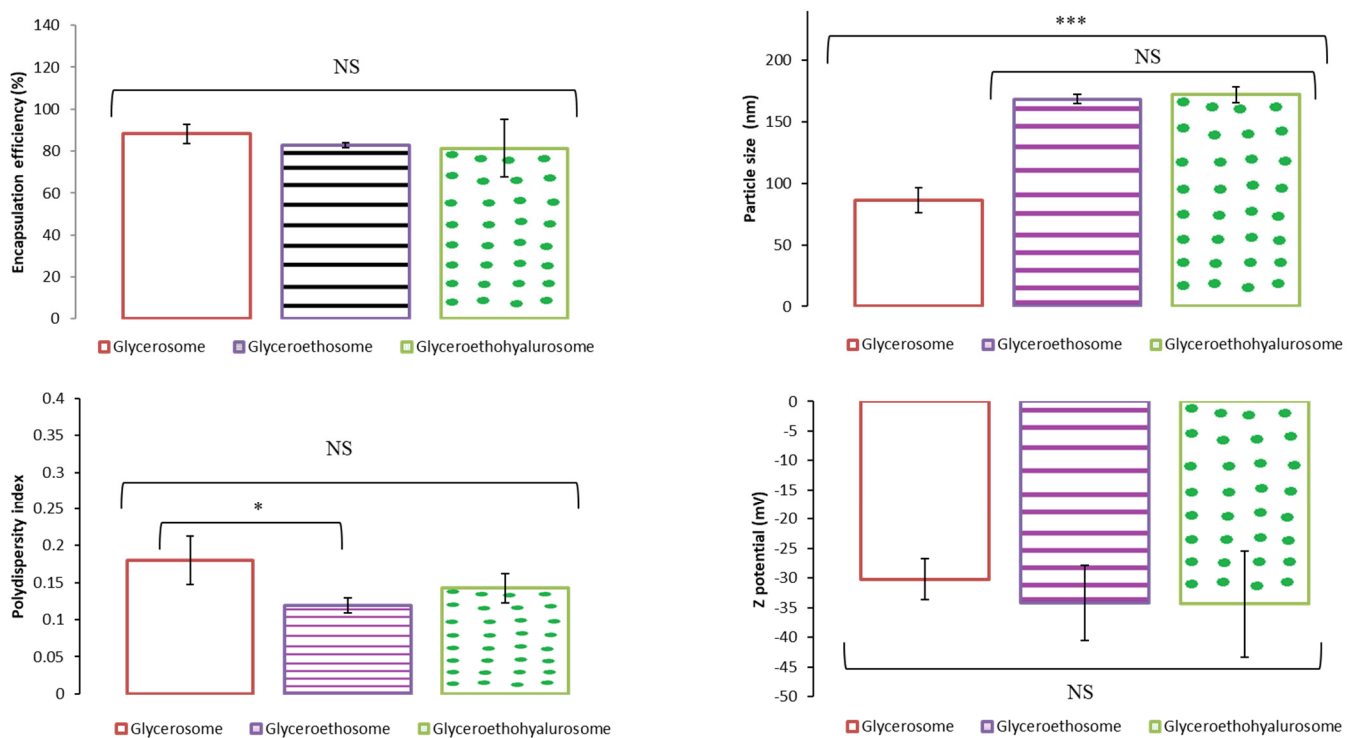 Encapsulation efficiency (%)
140
120
100
80
60
40
20
0
NS
Glycerosome Glyceroethosome Glyceroethohyalurosome
Particle size (nm)
200
150
100
50
0
***
NS
Glycerosome Glyceroethosome Glyceroethohyalurosome
Polydispersity index
0.4
0.35
0.3
0.25
0.2
0.15
0.1
0.05
0
NS
*
Glycerosome Glyceroethosome Glyceroethohyalurosome
Z potential (mV)
0
-5
-10
-15
-20
-25
-30
-35
-40
-45
-50
NS
Glycerosome Glyceroethosome Glyceroethohyalurosome